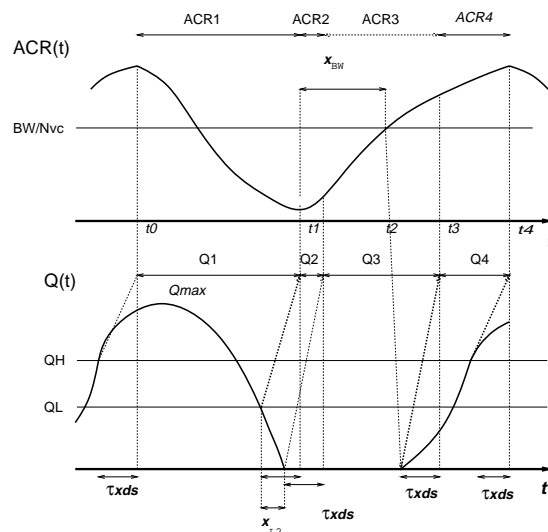 ACR1 ACR2 ACR3 ACR4
ACR(t)
x BW
BW/Nvc
t0 t1 t2 t3 t4
Q1 Q2 Q3 Q4
Q(t)
Qmax
QH
QL
t
τxds τxds τxds τxds
x